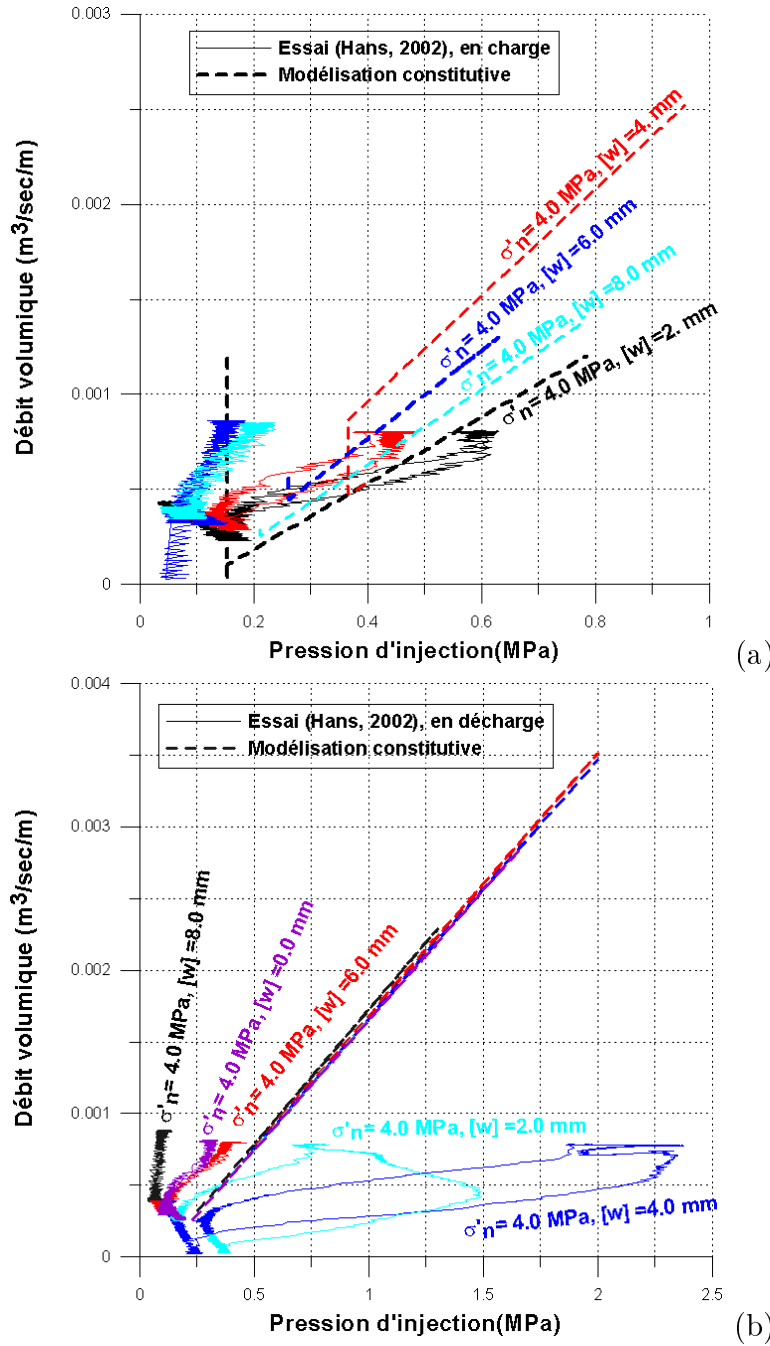 0.003
Essai (Hans, 2002), en charge
Modélisation constitutive
σ'n= 4.0 MPa, [w] =4. mm
σ'n= 4.0 MPa, [w] =6.0 mm
σ'n= 4.0 MPa, [w] =8.0 mm
σ'n= 4.0 MPa, [w] =2. mm
Débit volumique (m³/sec/m)
0.002
0.001
0
0 0.2 0.4 0.6 0.8 1
Pression d'injection(MPa)
(a)
0.004
Essai (Hans, 2002), en décharge
Modélisation constitutive
σ'n= 4.0 MPa, [w] =8.0 mm
σ'n= 4.0 MPa, [w] =0.0 mm
σ'n= 4.0 MPa, [w] =6.0 mm
σ'n= 4.0 MPa, [w] =2.0 mm
σ'n= 4.0 MPa, [w] =4.0 mm
Débit volumique (m³/sec/m)
0.003
0.002
0.001
0
0 0.5 1 1.5 2 2.5
Pression d'injection(MPa)
(b)